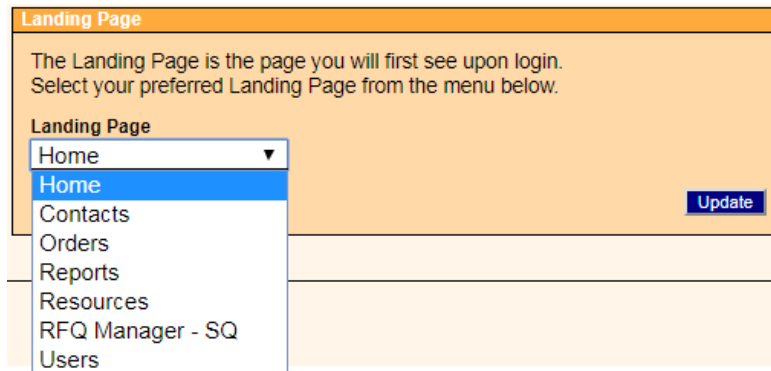 Landing Page
The Landing Page is the page you will first see upon login.
Select your preferred Landing Page from the menu below.
Landing Page
Home
Home
Contacts
Update
Orders
Reports
Resources
RFQ Manager - SQ
Users